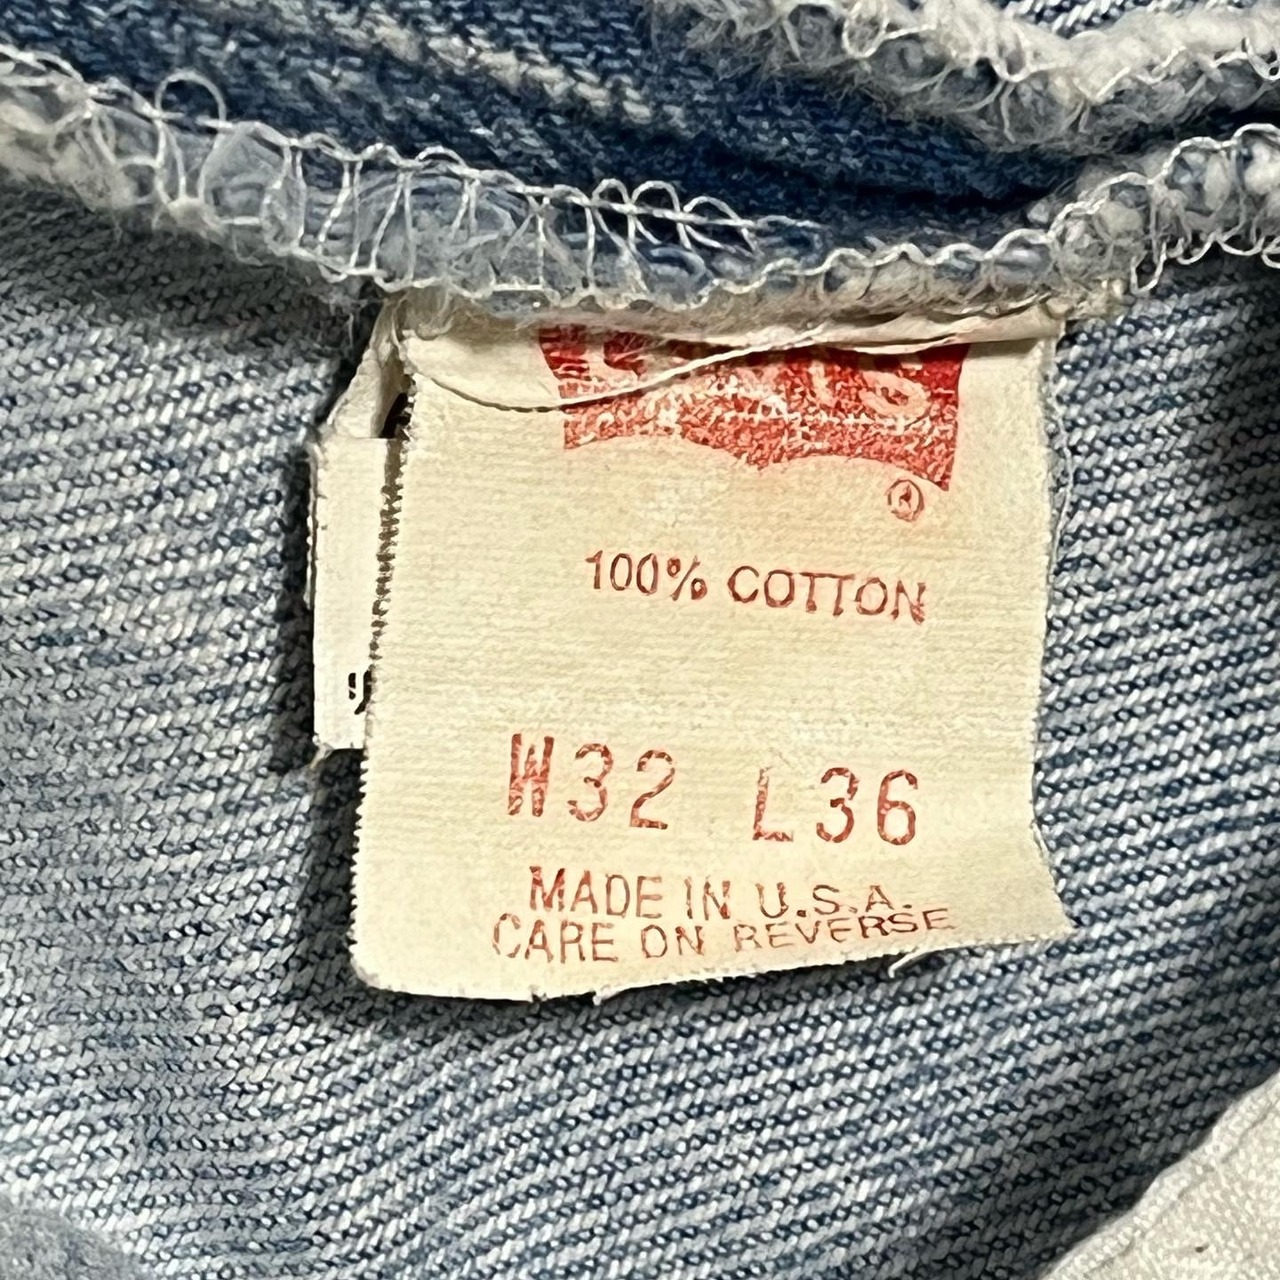 ®
100% COTTON
W32 L36
MADE IN U.S.A.
CARE ON REVERSE